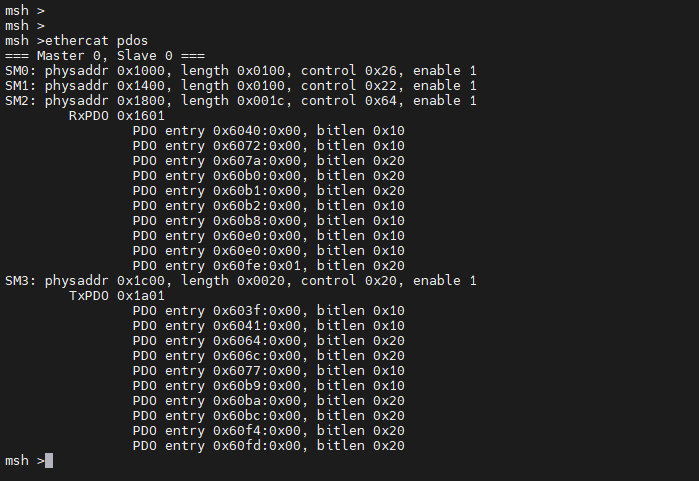 msh >
msh >
msh >ethercat pdos
=== Master 0, Slave 0 ===
SM0: physaddr 0x1000, length 0x0100, control 0x26, enable 1
SM1: physaddr 0x1400, length 0x0100, control 0x22, enable 1
SM2: physaddr 0x1800, length 0x001c, control 0x64, enable 1
RxPDO 0x1601
PDO entry 0x6040:0x00, bitlen 0x10
PDO entry 0x6072:0x00, bitlen 0x10
PDO entry 0x607a:0x00, bitlen 0x20
PDO entry 0x60b0:0x00, bitlen 0x20
PDO entry 0x60b1:0x00, bitlen 0x20
PDO entry 0x60b2:0x00, bitlen 0x10
PDO entry 0x60b8:0x00, bitlen 0x10
PDO entry 0x60e0:0x00, bitlen 0x10
PDO entry 0x60e0:0x00, bitlen 0x10
PDO entry 0x60fe:0x01, bitlen 0x20
SM3: physaddr 0x1c00, length 0x0020, control 0x20, enable 1
TxPDO 0x1a01
PDO entry 0x603f:0x00, bitlen 0x10
PDO entry 0x6041:0x00, bitlen 0x10
PDO entry 0x6064:0x00, bitlen 0x20
PDO entry 0x606c:0x00, bitlen 0x20
PDO entry 0x6077:0x00, bitlen 0x10
PDO entry 0x60b9:0x00, bitlen 0x10
PDO entry 0x60ba:0x00, bitlen 0x20
PDO entry 0x60bc:0x00, bitlen 0x20
PDO entry 0x60f4:0x00, bitlen 0x20
PDO entry 0x60fd:0x00, bitlen 0x20
msh >